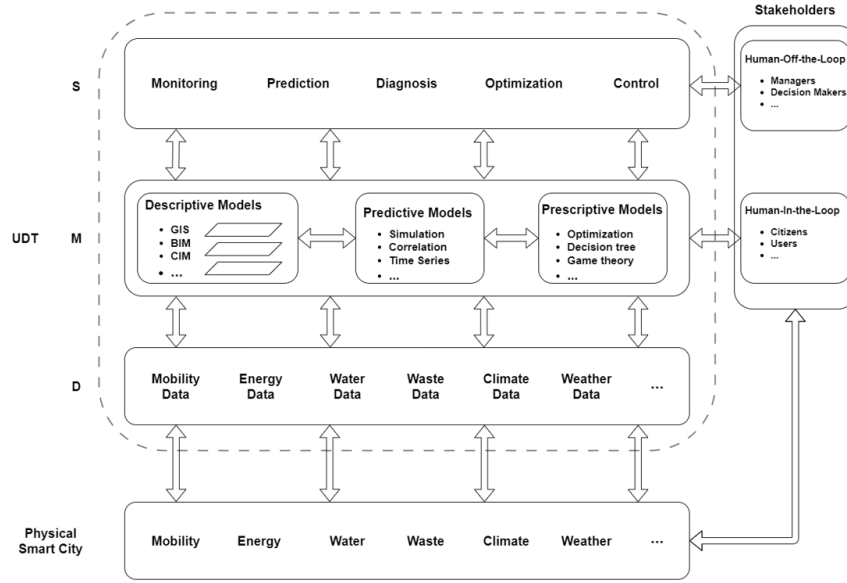 Stakeholders
S
Monitoring Prediction Diagnosis Optimization Control
Human-Off-the-Loop
• Managers
• Decision Makers
• ...
UDT M
Descriptive Models
• GIS
• BIM
• CIM
• ...
Predictive Models
• Simulation
• Correlation
• Time Series
• ...
Prescriptive Models
• Optimization
• Decision tree
• Game theory
• ...
Human-In-the-Loop
• Citizens
• Users
• ...
D
Mobility Energy Water Waste Climate Weather ...
Data Data Data Data Data Data
Physical
Smart City
Mobility Energy Water Waste Climate Weather ...